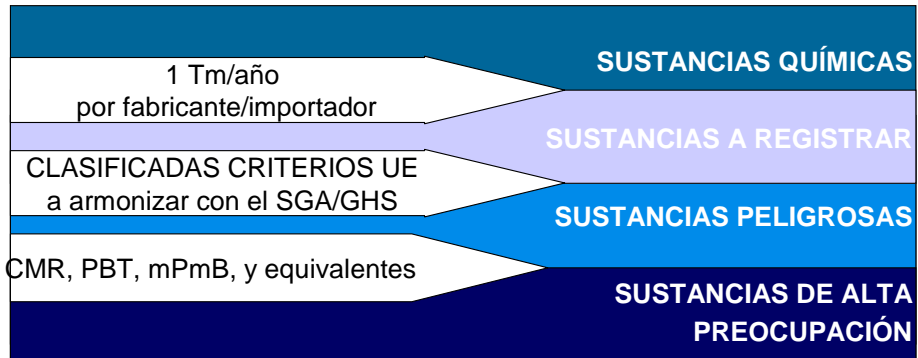 SUSTANCIAS QUÍMICAS
1 Tm/año
por fabricante/importador
SUSTANCIAS A REGISTRAR
CLASIFICADAS CRITERIOS UE
a armonizar con el SGA/GHS
SUSTANCIAS PELIGROSAS
CMR, PBT, mPmB, y equivalentes
SUSTANCIAS DE ALTA
PREOCUPACIÓN